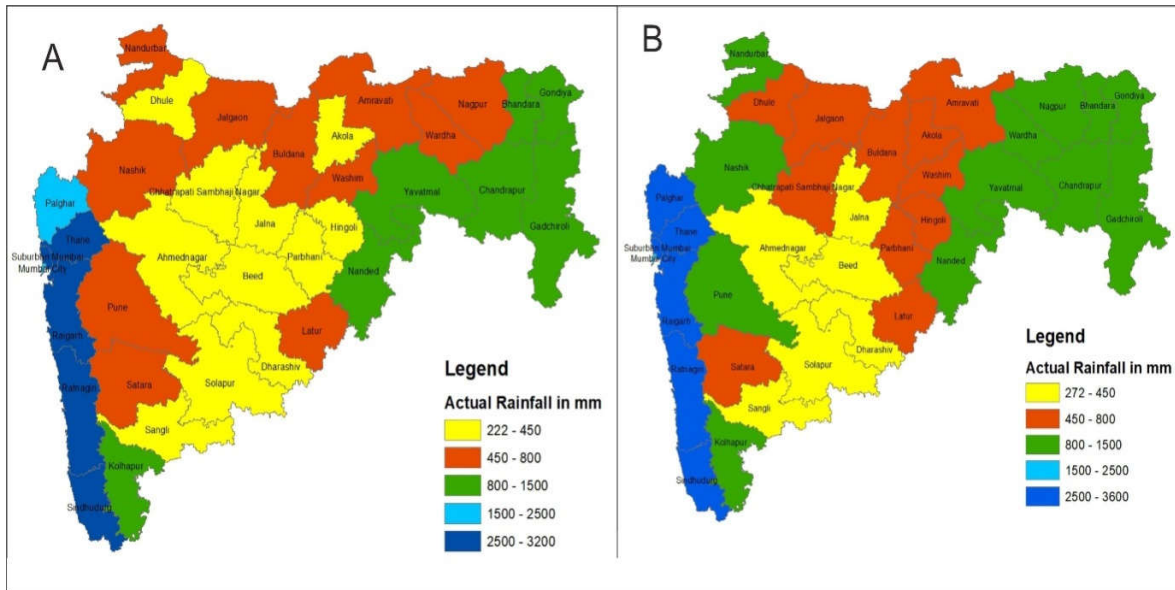 A
Nandurbar
Dhule
Jalgaon
Amravati
Nagpur
Bhandara
Gondiya
Akola
Wardha
Buldana
Nashik
Washim
Chhatrapati Sambhaji Nagar
Yavatmal
Chandrapur
Palghar
Jalna
Hingoli
Gadchiroli
Thane
Suburbun Mumbai
Mumbai City
Ahmednagar
Parbhani
Beed
Nanded
Pune
Latur
Raigarh
Dharashiv
Ratnagiri
Satara
Solapur
Sangli
Kolhapur
Sindhudurg
Legend
Actual Rainfall in mm
222 - 450
450 - 800
800 - 1500
1500 - 2500
2500 - 3200
B
Nandurbar
Dhule
Jalgaon
Amravati
Nagpur
Bhandara
Gondiya
Akola
Wardha
Buldana
Nashik
Washim
Chhatrapati Sambhaji Nagar
Yavatmal
Chandrapur
Palghar
Jalna
Hingoli
Gadchiroli
Thane
Mumbai City
Ahmednagar
Parbhani
Beed
Nanded
Pune
Latur
Raigarh
Dharashiv
Ratnagiri
Satara
Solapur
Sangli
Kolhapur
Sindhudurg
Legend
Actual Rainfall in mm
272 - 450
450 - 800
800 - 1500
1500 - 2500
2500 - 3600